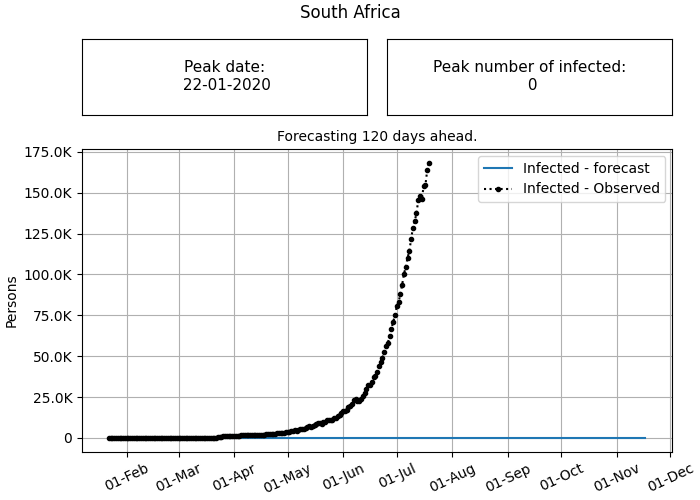 South Africa
Peak date:
22-01-2020
Peak number of infected:
0
Forecasting 120 days ahead.
Infected - forecast
Infected - Observed
Persons
175.0K
150.0K
125.0K
100.0K
75.0K
50.0K
25.0K
0
01-Feb
01-Mar
01-Apr
01-May
01-Jun
01-Jul
01-Aug
01-Sep
01-Oct
01-Nov
01-Dec